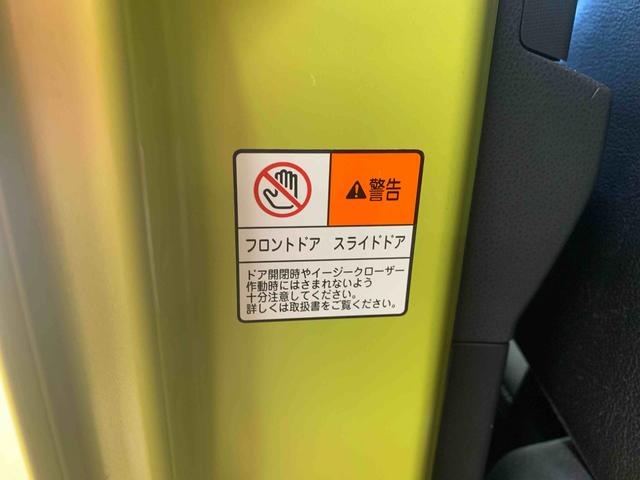 警告
フロントドア スライドドア
ドア開閉時やイージークローザー
作動時にはさまれないよう
十分注意してください。
詳しくは取扱書をご覧ください。